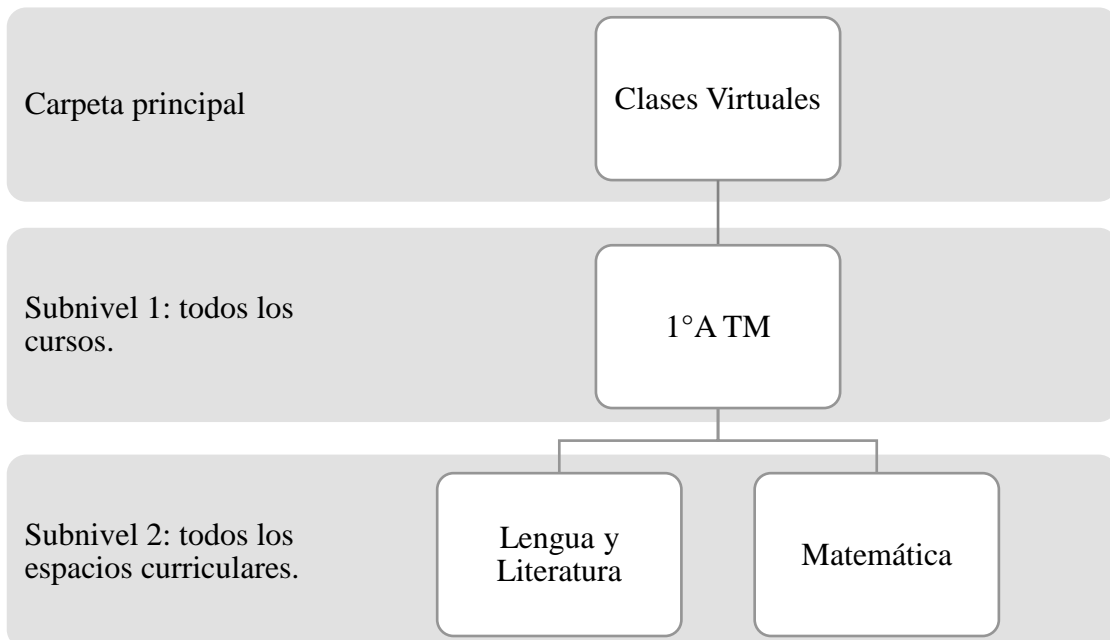 Carpeta principal
Clases Virtuales
Subnivel 1: todos los
cursos.
1°A TM
Subnivel 2: todos los
espacios curriculares.
Lengua y
Literatura
Matemática